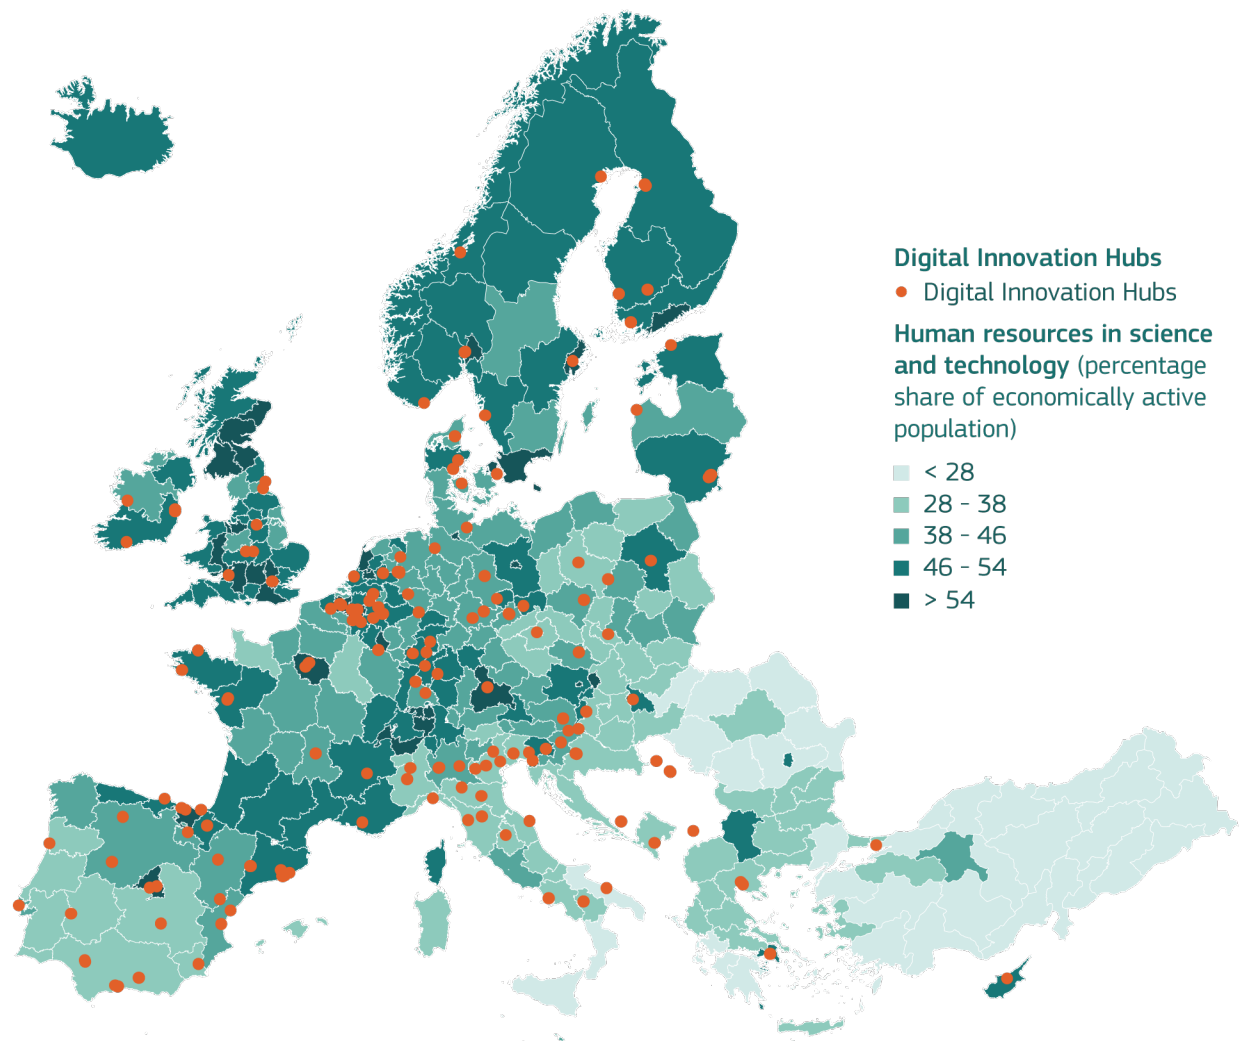 Digital Innovation Hubs
Digital Innovation Hubs
Human resources in science
and technology (percentage
share of economically active
population)
< 28
28 - 38
38 - 46
46 - 54
> 54